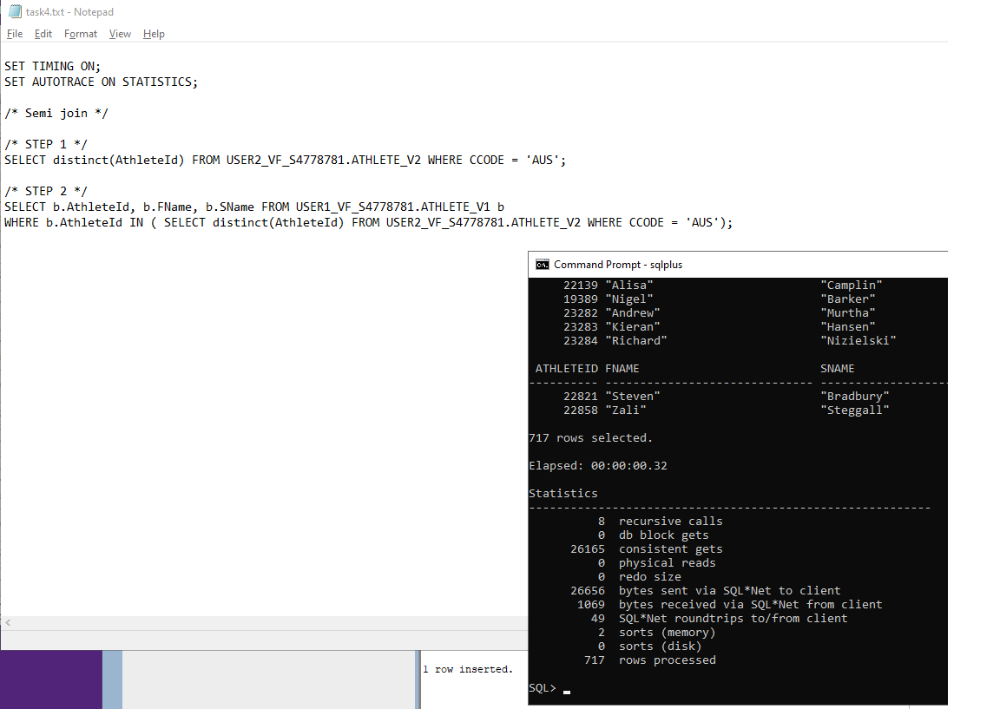 task4.txt - Notepad
File Edit Format View Help
SET TIMING ON;
SET AUTOTRACE ON STATISTICS;
/* Semi join */
/* STEP 1 */
SELECT distinct(AthleteId) FROM USER2_VF_S4778781.ATHLETE_V2 WHERE CCODE = 'AUS';
/* STEP 2 */
SELECT b.AthleteId, b.FName, b.SName FROM USER1_VF_S4778781.ATHLETE_V1 b
WHERE b.AthleteId IN ( SELECT distinct(AthleteId) FROM USER2_VF_S4778781.ATHLETE_V2 WHERE CCODE = 'AUS');
Command Prompt - sqlplus
22139 "Alisa" "Camplin"
19389 "Nigel" "Barker"
23282 "Andrew" "Murtha"
23283 "Kieran" "Hansen"
23284 "Richard" "Nizielski"
ATHLETEID FNAME SNAME
---------- ------------------------------ -------------------
22821 "Steven" "Bradbury"
22858 "Zali" "Steggall"
717 rows selected.
Elapsed: 00:00:00.32
Statistics
----------------------------------------------------------
8 recursive calls
0 db block gets
26165 consistent gets
0 physical reads
0 redo size
26656 bytes sent via SQL*Net to client
1069 bytes received via SQL*Net from client
49 SQL*Net roundtrips to/from client
2 sorts (memory)
0 sorts (disk)
717 rows processed
SQL>
1 row inserted.